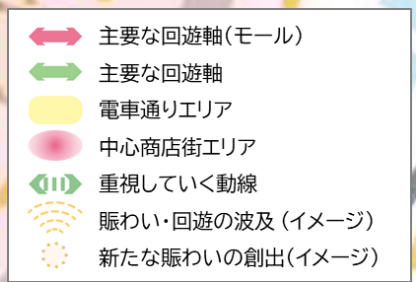 主要な回遊軸(モール)
主要な回遊軸
電車通りエリア
中心商店街エリア
重視していく動線
賑わい・回遊の波及(イメージ)
新たな賑わいの創出(イメージ)